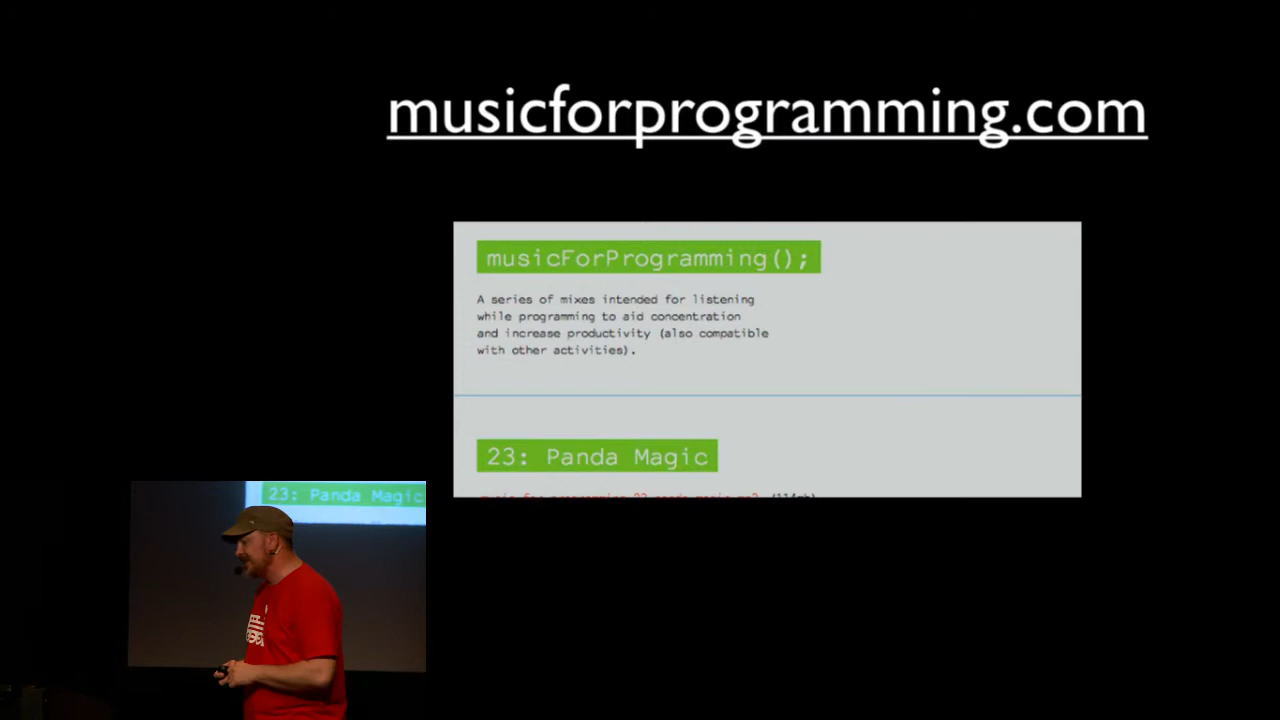 musicforprogramming.com
musicForProgramming();
A series of mixes intended for listening
while programming to aid concentration
and increase productivity (also compatible
with other activities).
23: Panda Magic
23: Panda Magic